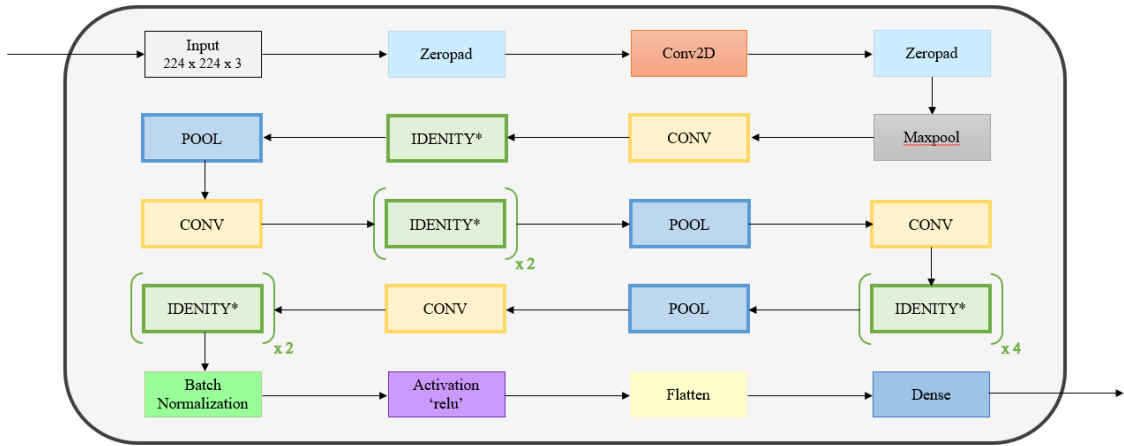 Input
224 x 224 x 3
Zeropad
Conv2D
Zeropad
POOL
IDENITY*
CONV
Maxpool
CONV
IDENITY*
x 2
POOL
CONV
IDENITY*
x 2
CONV
POOL
IDENITY*
x 4
Batch
Normalization
Activation
‘relu’
Flatten
Dense